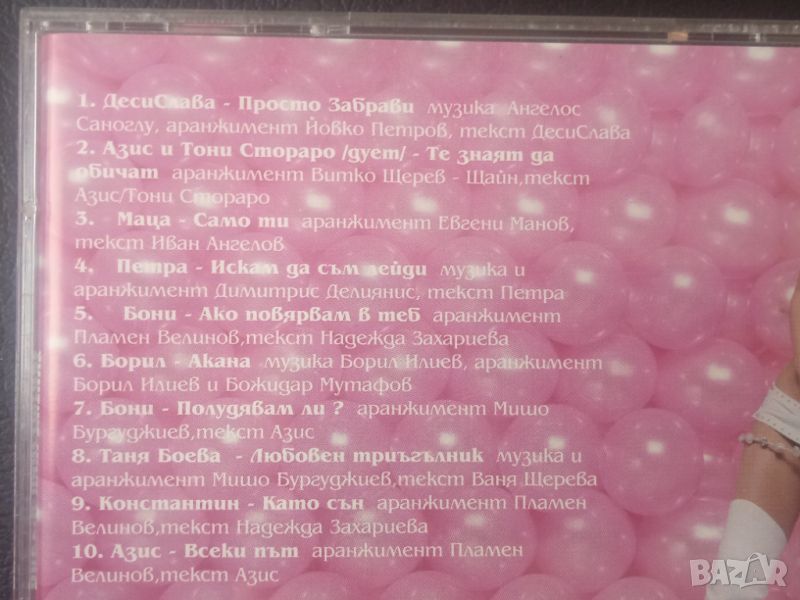 1. ДесиСлава - Просто Забрави музика Ангелос
Саноглу, аранжимент Йовко Петров, текст ДесиСлава
2. Азис и Тони Стораро /дует/ - Те знаят да
обичат аранжимент Витко Щерев - Щайн,текст
Азис/Тони Стораро
3. Маца - Само ти аранжимент Евгени Манов,
текст Иван Ангелов
4. Петра - Искам да съм лейди музика и
аранжимент Димитрис Делиянис, текст Петра
5. Бони - Ако повярвам в теб аранжимент
Пламен Велинов,текст Надежда Захариева
6. Борил - Акана музика Борил Илиев, аранжимент
Борил Илиев и Божидар Мутафов
7. Бони - Полудявам ли ? аранжимент Мишо
Бургуджиев,текст Азис
8. Таня Боева - Любовен триъгълник музика и
аранжимент Мишо Бургуджиев,текст Ваня Щерева
9. Константин - Като сън аранжимент Пламен
Велинов,текст Надежда Захариева
10. Азис - Всеки път аранжимент Пламен
Велинов,текст Азис
BAZAR